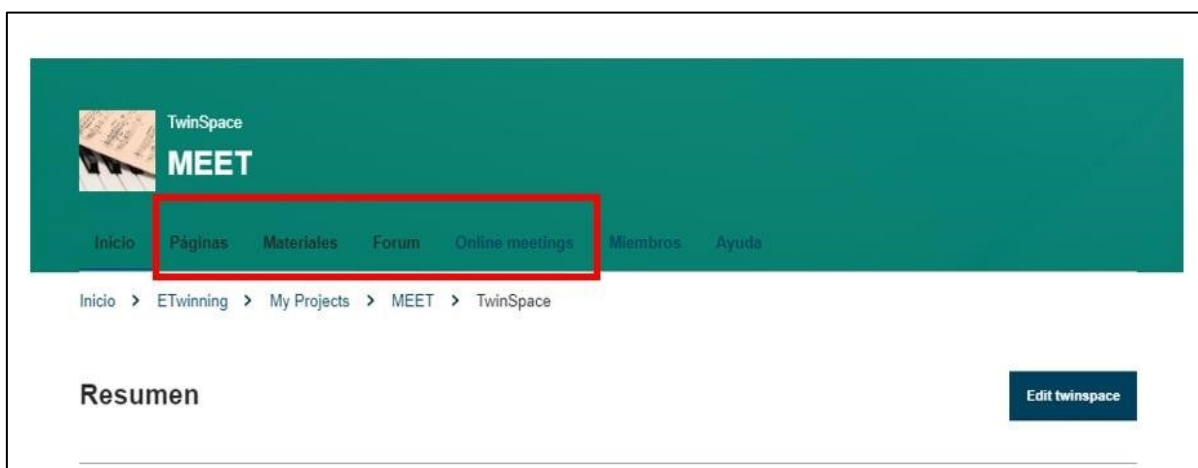 TwinSpace
MEET
Inicio Páginas Materiales Forum Online meetings Miembros Ayuda
Inicio > ETwinning > My Projects > MEET > TwinSpace
Resumen
Edit twinspace